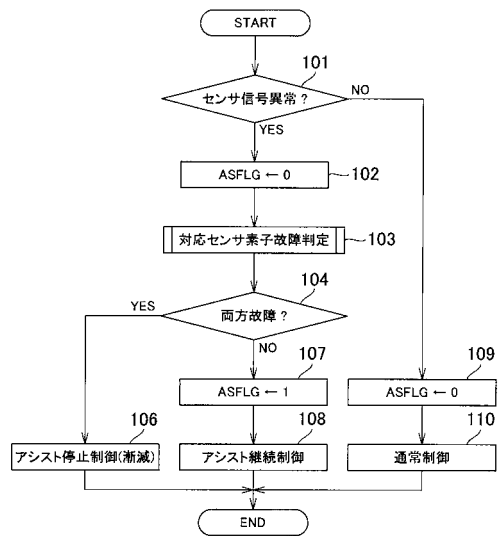 START
101
センサ信号異常?
NO
YES
ASFLG ← 0
102
対応センサ素子故障判定
103
104
YES
両方故障?
NO
107
109
ASFLG ← 1
ASFLG ← 0
106
108
110
アシスト停止制御(漸減)
アシスト継続制御
通常制御
END